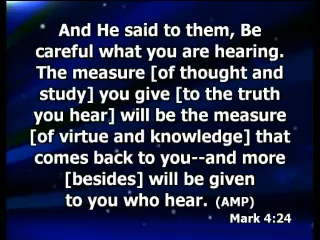 And He said to them, Be
careful what you are hearing.
The measure [of thought and
study] you give [to the truth
you hear] will be the measure
[of virtue and knowledge] that
comes back to you--and more
[besides] will be given
to you who hear. (AMP)
Mark 4:24